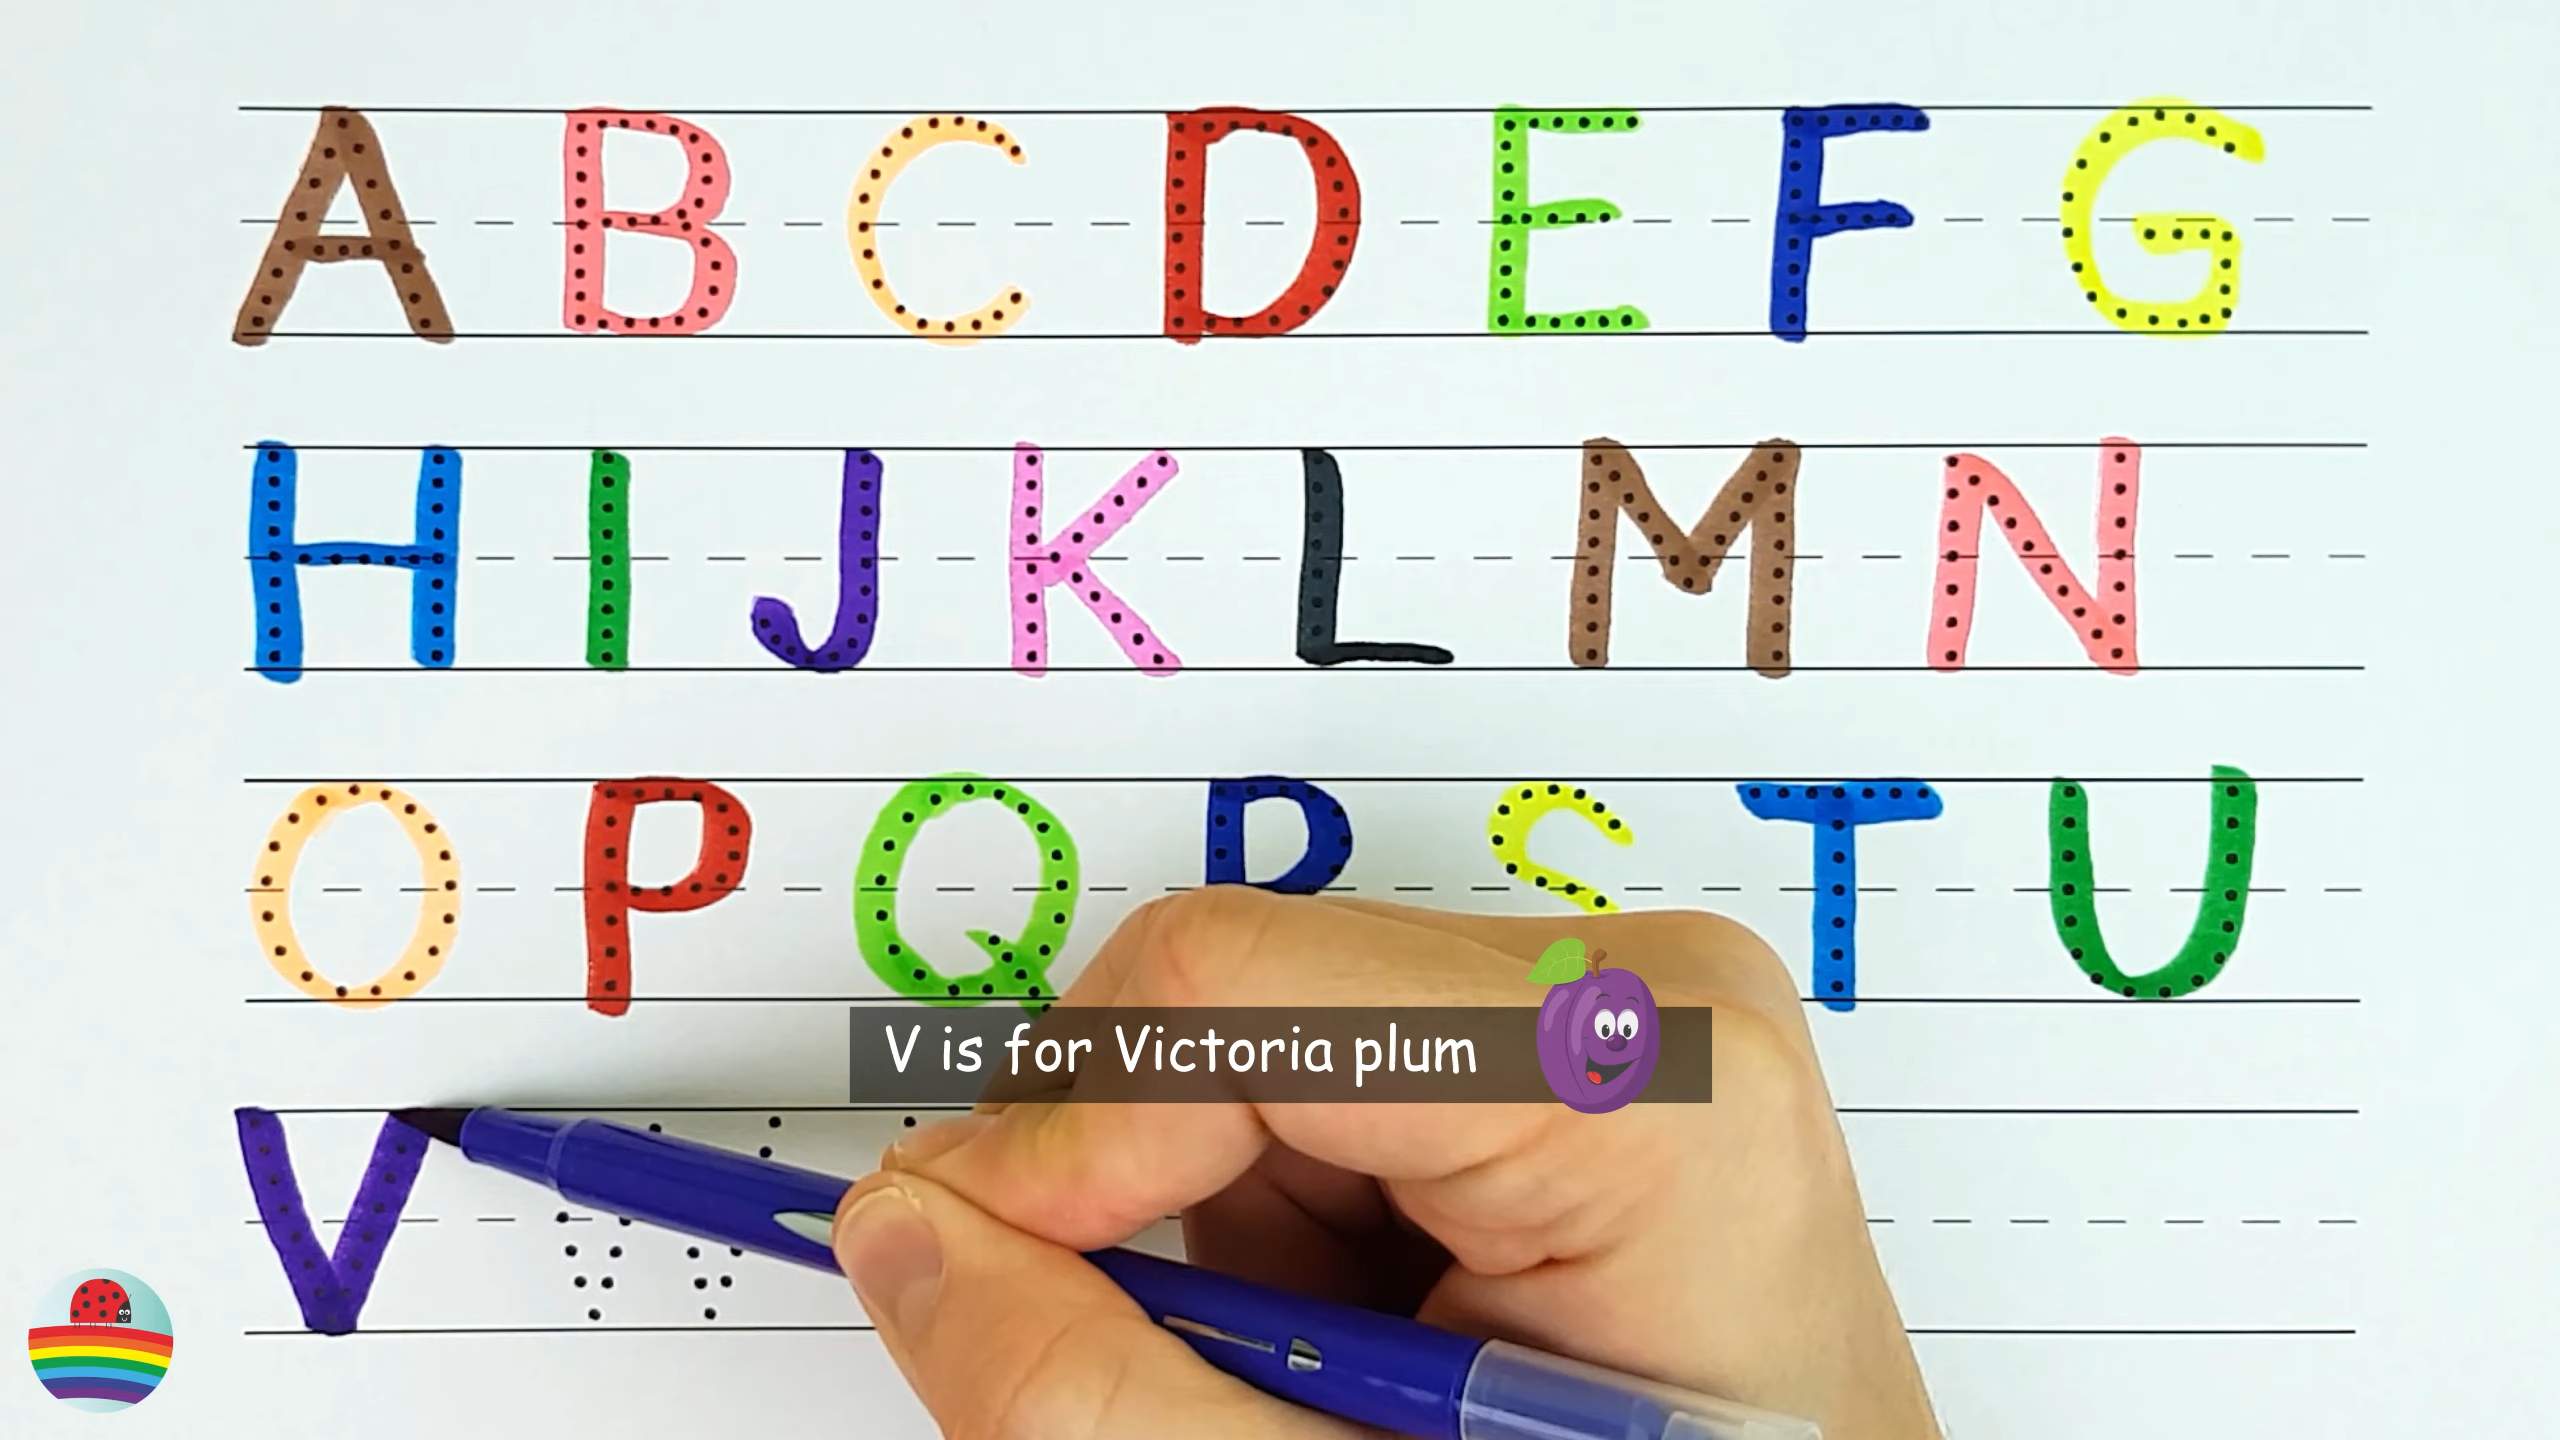 A B C D E F G
H I J K L M N
O P Q R S T U
V is for Victoria plum
V W